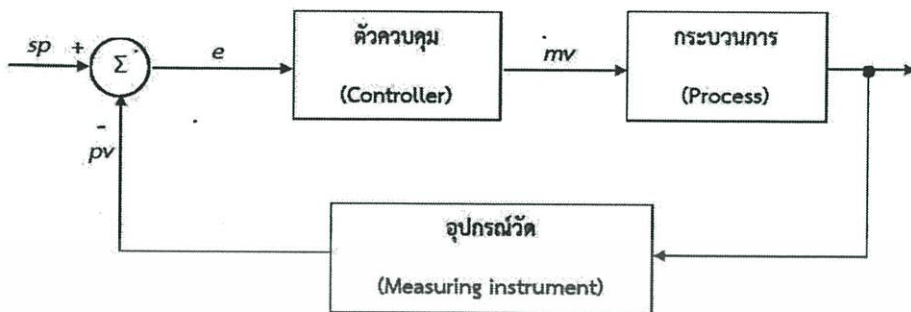 sp +
Σ
e
ตัวควบคุม
(Controller)
mv
กระบวนการ
(Process)
-
pv
อุปกรณ์วัด
(Measuring instrument)